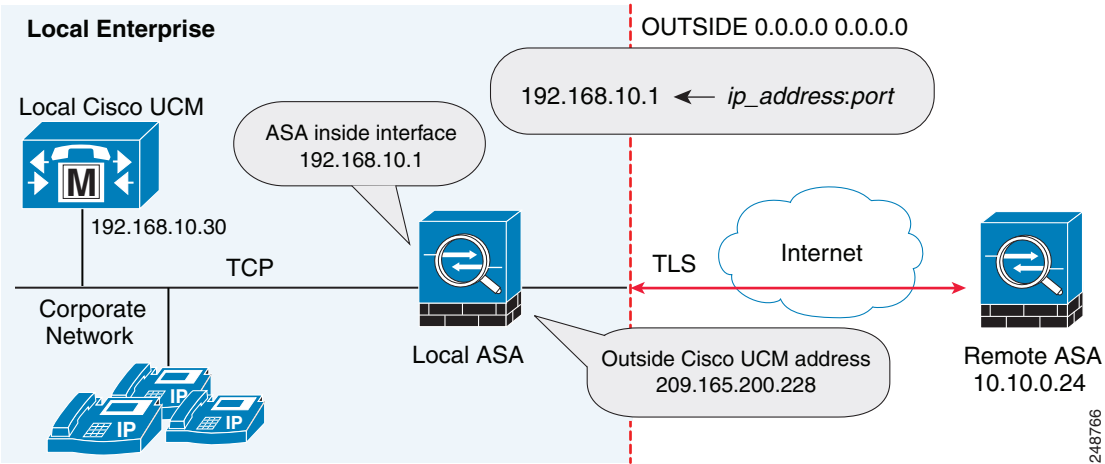 Local Enterprise
OUTSIDE 0.0.0.0 0.0.0.0
192.168.10.1 ← ip_address:port
Local Cisco UCM
M
192.168.10.30
ASA inside interface
192.168.10.1
TCP
TLS
Internet
Corporate
Network
IP
IP
IP
Local ASA
Outside Cisco UCM address
209.165.200.228
Remote ASA
10.10.0.24
248766